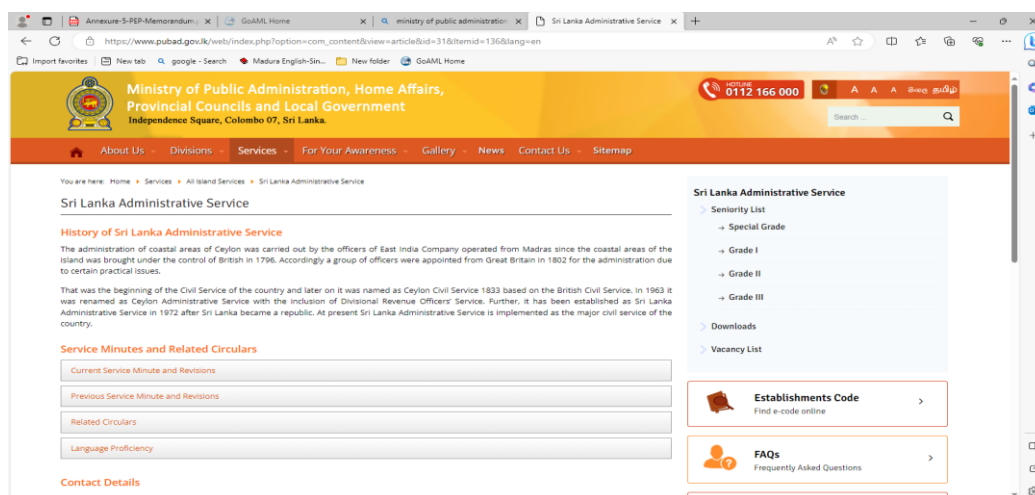 Annexure-5-PEP-Memorandum.
GoAML Home
ministry of public administration
Sri Lanka Administrative Service
https://www.pubad.gov.lk/web/index.php?option=com_content&view=article&id=31&Itemid=136&lang=en
Import favorites
New tab
google - Search
Madura English-Sin...
New folder
GoAML Home
Ministry of Public Administration, Home Affairs,
Provincial Councils and Local Government
Independence Square, Colombo 07, Sri Lanka.
HOTLINE
0112 166 000
A A A සිංහල தமிழ்
Search ...
About Us Divisions Services For Your Awareness Gallery News Contact Us Sitemap
You are here: Home Services All Island Services Sri Lanka Administrative Service
Sri Lanka Administrative Service
History of Sri Lanka Administrative Service
The administration of coastal areas of Ceylon was carried out by the officers of East India Company operated from Madras since the coastal areas of the
island was brought under the control of British in 1796. Accordingly a group of officers were appointed from Great Britain in 1802 for the administration due
to certain practical issues.
That was the beginning of the Civil Service of the country and later on it was named as Ceylon Civil Service 1833 based on the British Civil Service. In 1963 it
was renamed as Ceylon Administrative Service with the inclusion of Divisional Revenue Officers' Service. Further, it has been established as Sri Lanka
Administrative Service in 1972 after Sri Lanka became a republic. At present Sri Lanka Administrative Service is implemented as the major civil service of the
country.
Service Minutes and Related Circulars
Current Service Minute and Revisions
Previous Service Minute and Revisions
Related Circulars
Language Proficiency
Contact Details
Sri Lanka Administrative Service
Seniority List
Special Grade
Grade I
Grade II
Grade III
Downloads
Vacancy List
Establishments Code
Find e-code online
FAQs
Frequently Asked Questions